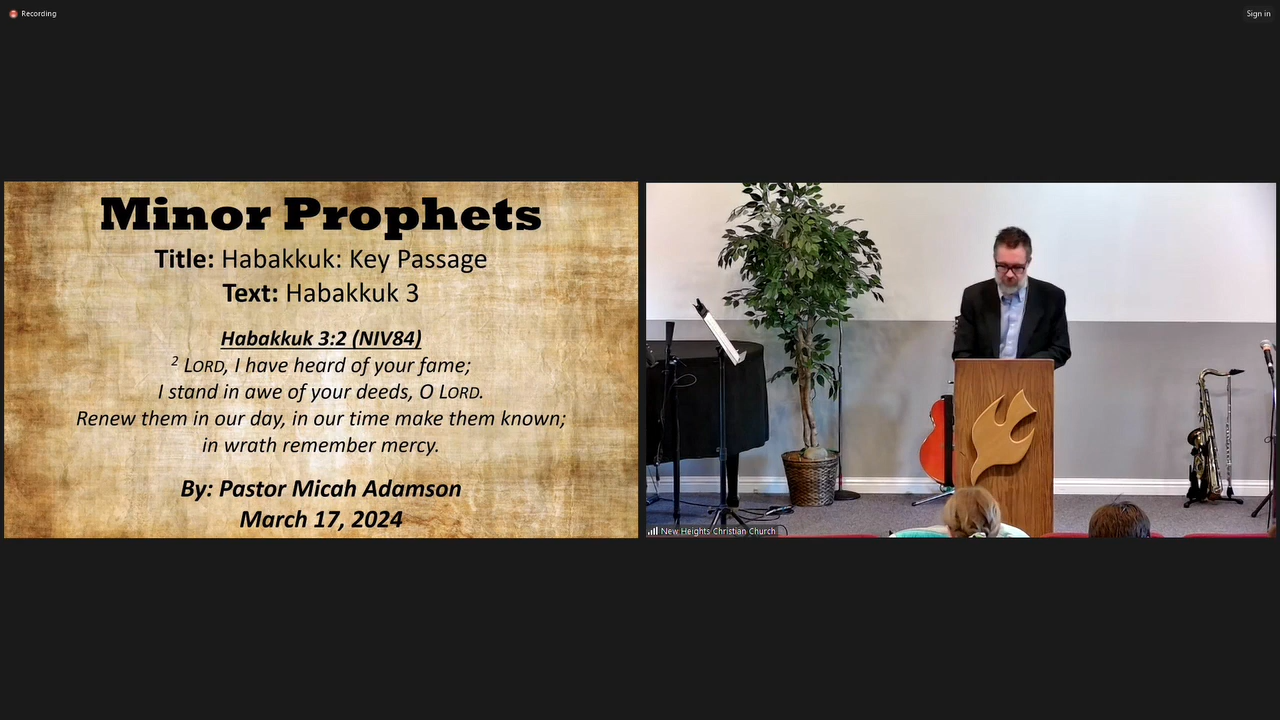 Recording
Sign in
Minor Prophets
Title: Habakkuk: Key Passage
Text: Habakkuk 3
Habakkuk 3:2 (NIV84)
2 LORD, I have heard of your fame;
I stand in awe of your deeds, O LORD.
Renew them in our day, in our time make them known;
in wrath remember mercy.
By: Pastor Micah Adamson
March 17, 2024
New Heights Christian Church